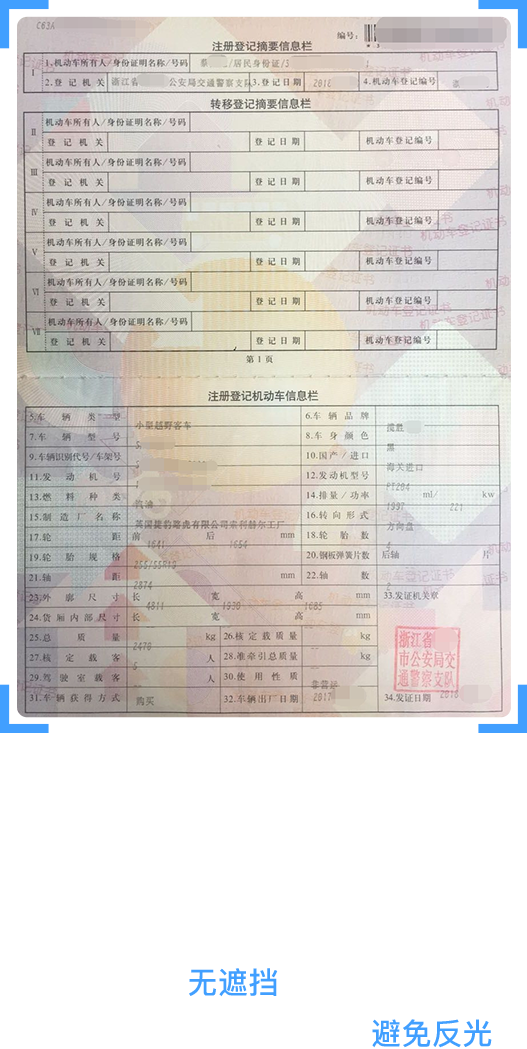 C63A
编号:
注册登记摘要信息栏
I
1.机动车所有人/身份证明名称/号码 /居民身份证/3
2.登记机关 浙江省 公安局交通警察支队 3.登记日期 2018 4.机动车登记编号
转移登记摘要信息栏
II
机动车所有人/身份证明名称/号码
登记机关 登记日期 机动车登记编号
III
机动车所有人/身份证明名称/号码
登记机关 登记日期 机动车登记编号
IV
机动车所有人/身份证明名称/号码
登记机关 登记日期 机动车登记编号
V
机动车所有人/身份证明名称/号码
登记机关 登记日期 机动车登记编号
VI
机动车所有人/身份证明名称/号码
登记机关 登记日期 机动车登记编号
VII
机动车所有人/身份证明名称/号码
登记机关 登记日期 机动车登记编号
第1页
注册登记机动车信息栏
5.车辆类型 小型越野客车 6.车辆品牌 揽胜
7.车辆型号 8.车身颜色 黑
9.车辆识别代号/车架号 10.国产/进口 海关进口
11.发动机号 12.发动机型号 PT204
13.燃料种类 汽油 14.排量/功率 1997 ml/ 221 kw
15.制造厂名称 英国捷豹路虎有限公司索利赫尔工厂 16.转向形式 方向盘
17.轮距 前 1641 后 1654 mm 18.轮胎数
19.轮胎规格 255/55R19 20.钢板弹簧片数 后轴 片
21.轴距 2874 mm 22.轴数
23.外廓尺寸 长 4811 宽 1930 高 1685 mm 33.发证机关章
24.货厢内部尺寸 长 宽 高 mm
25.总质量 2470 kg 26.核定载质量 kg
27.核定载客 5 人 28.准牵引总质量 kg
29.驾驶室载客 人 30.使用性质 非营运
31.车辆获得方式 购买 32.车辆出厂日期 2017 34.发证日期 2018
浙江省
市公安局交
通警察支队
无遮挡
避免反光